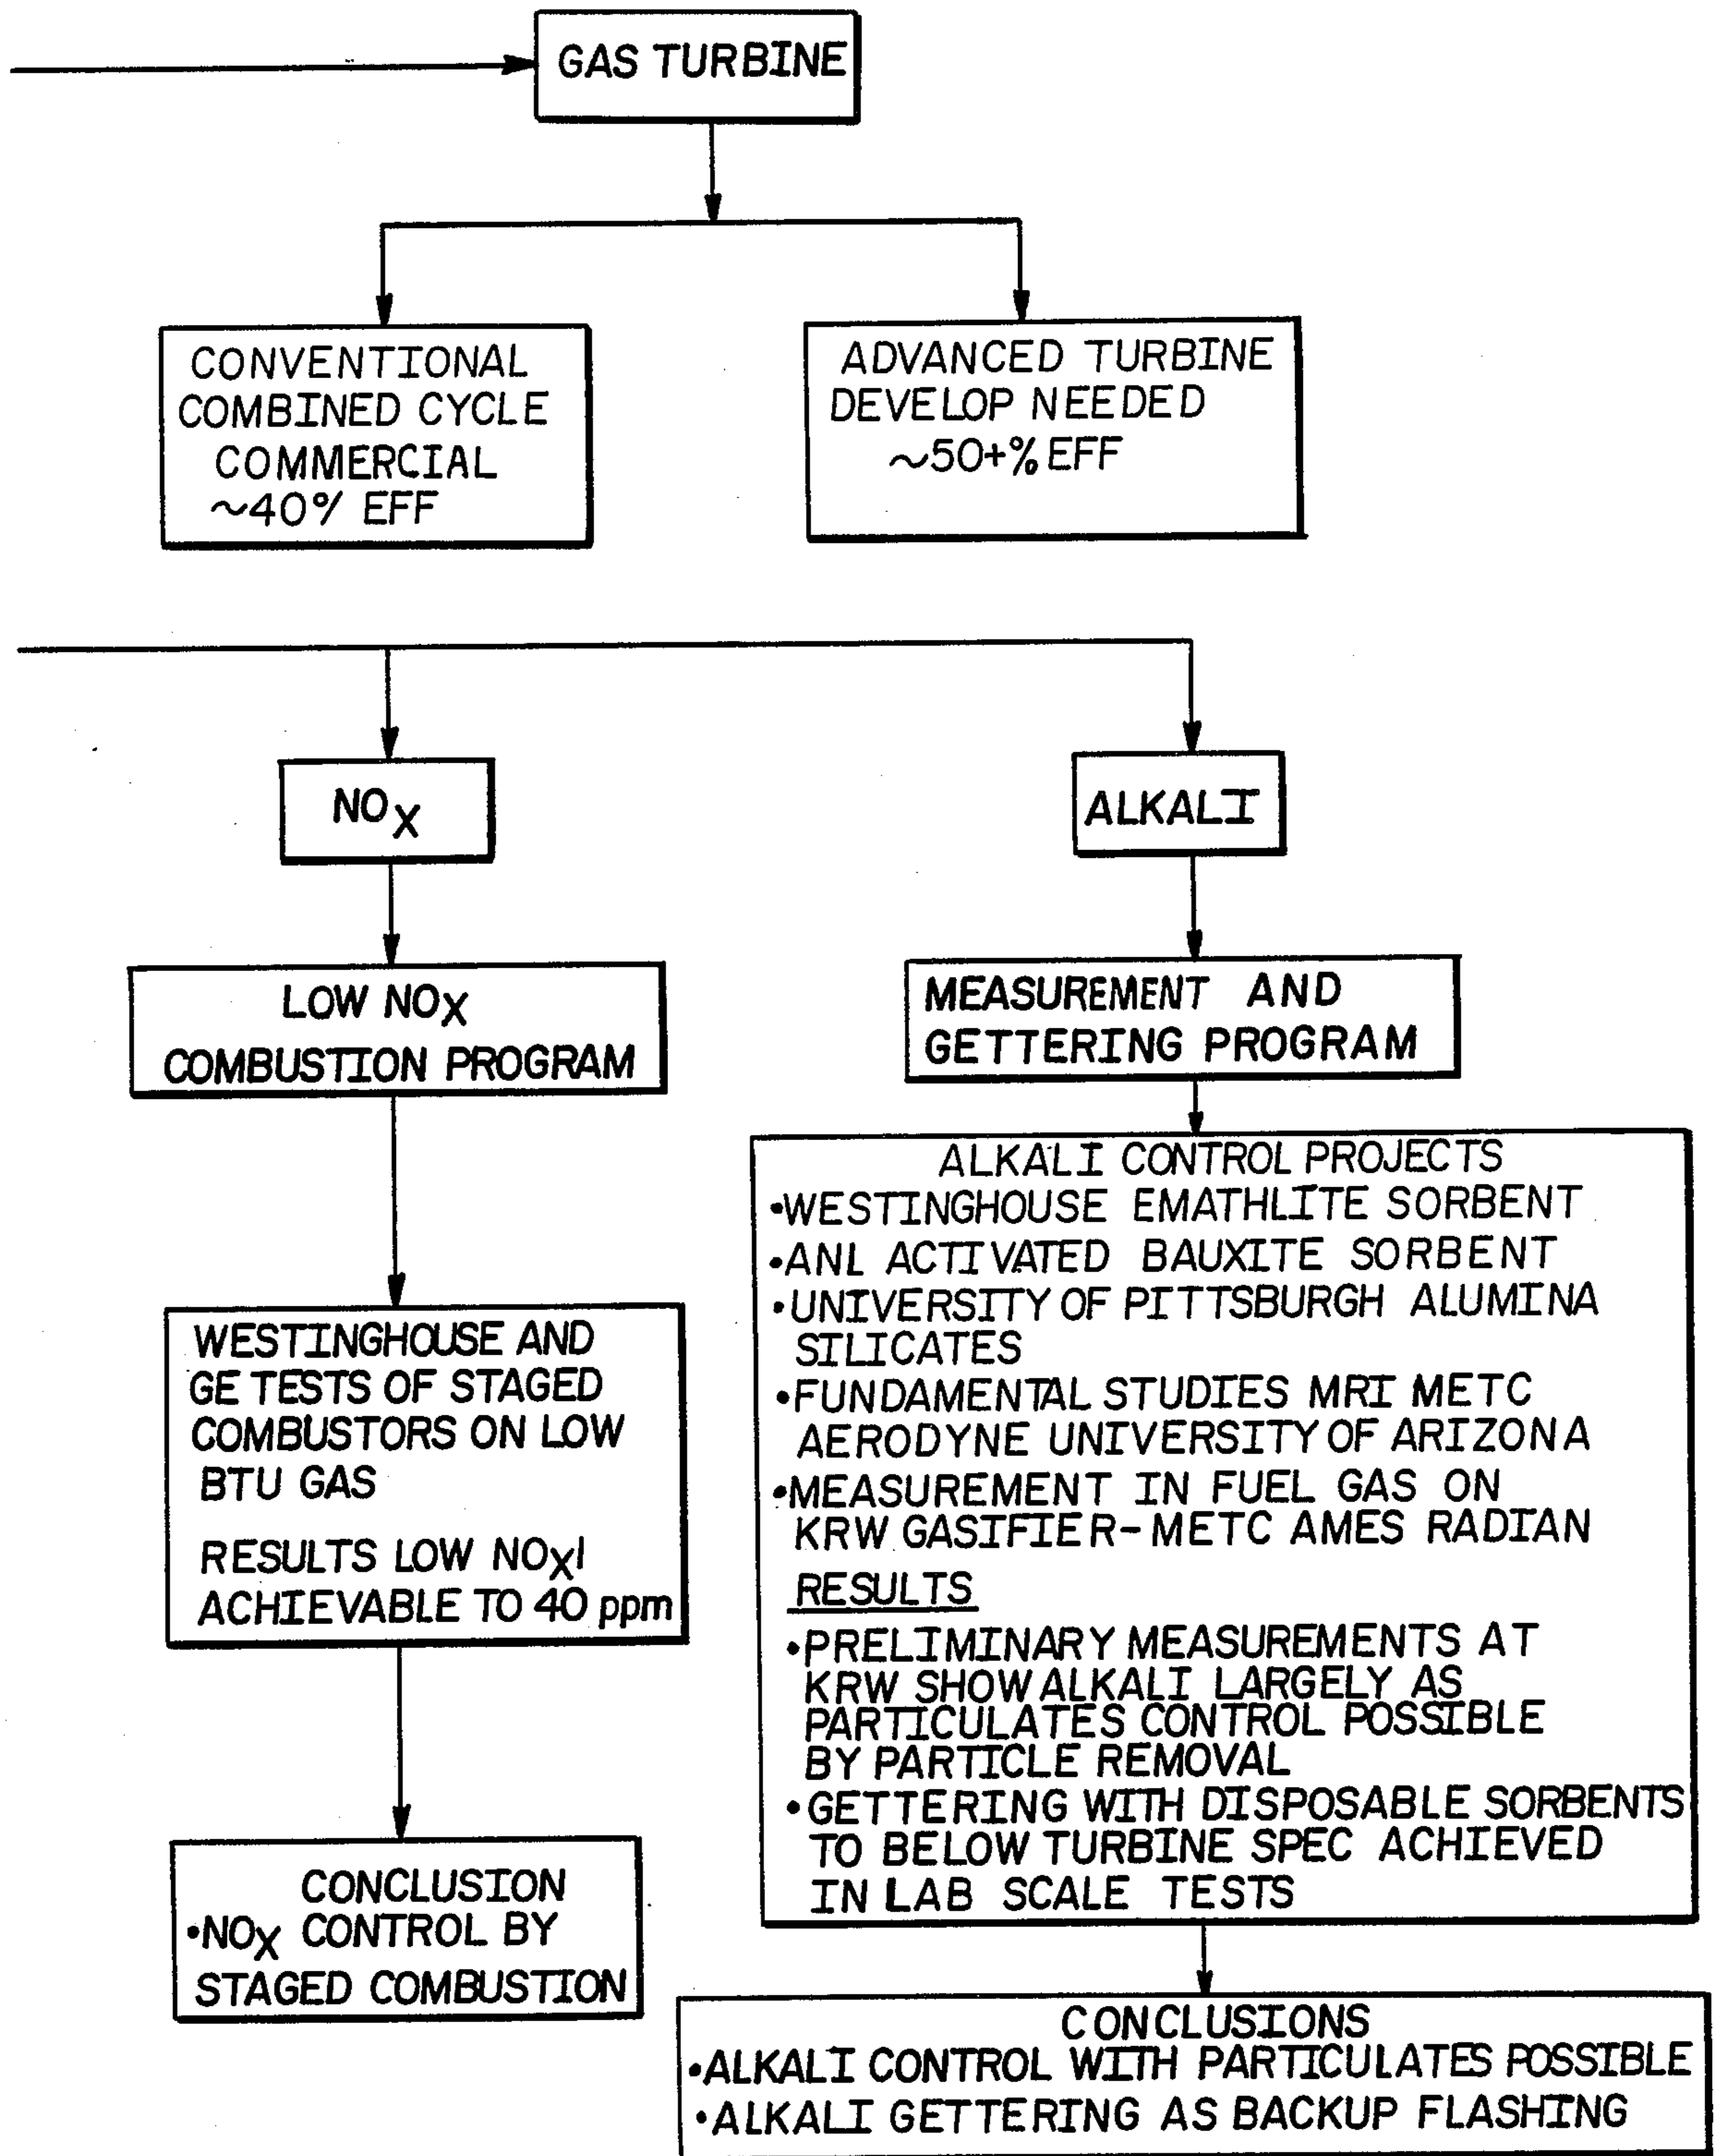 GAS TURBINE
CONVENTIONAL
COMBINED CYCLE
COMMERCIAL
~40% EFF
ADVANCED TURBINE
DEVELOP NEEDED
~50+% EFF
NOX
LOW NOX
COMBUSTION PROGRAM
WESTINGHOUSE AND
GE TESTS OF STAGED
COMBUSTORS ON LOW
BTU GAS
RESULTS LOW NOX!
ACHIEVABLE TO 40 ppm
CONCLUSION
•NOX CONTROL BY
STAGED COMBUSTION
ALKALI
MEASUREMENT AND
GETTERING PROGRAM
ALKALI CONTROL PROJECTS
•WESTINGHOUSE EMATHLITE SORBENT
•ANL ACTIVATED BAUXITE SORBENT
•UNIVERSITY OF PITTSBURGH ALUMINA
SILICATES
•FUNDAMENTAL STUDIES MRI METC
AERODYNE UNIVERSITY OF ARIZONA
•MEASUREMENT IN FUEL GAS ON
KRW GASIFIER-METC AMES RADIAN
RESULTS
•PRELIMINARY MEASUREMENTS AT
KRW SHOW ALKALI LARGELY AS
PARTICULATES CONTROL POSSIBLE
BY PARTICLE REMOVAL
•GETTERING WITH DISPOSABLE SORBENTS
TO BELOW TURBINE SPEC ACHIEVED
IN LAB SCALE TESTS
CONCLUSIONS
•ALKALI CONTROL WITH PARTICULATES POSSIBLE
•ALKALI GETTERING AS BACKUP FLASHING